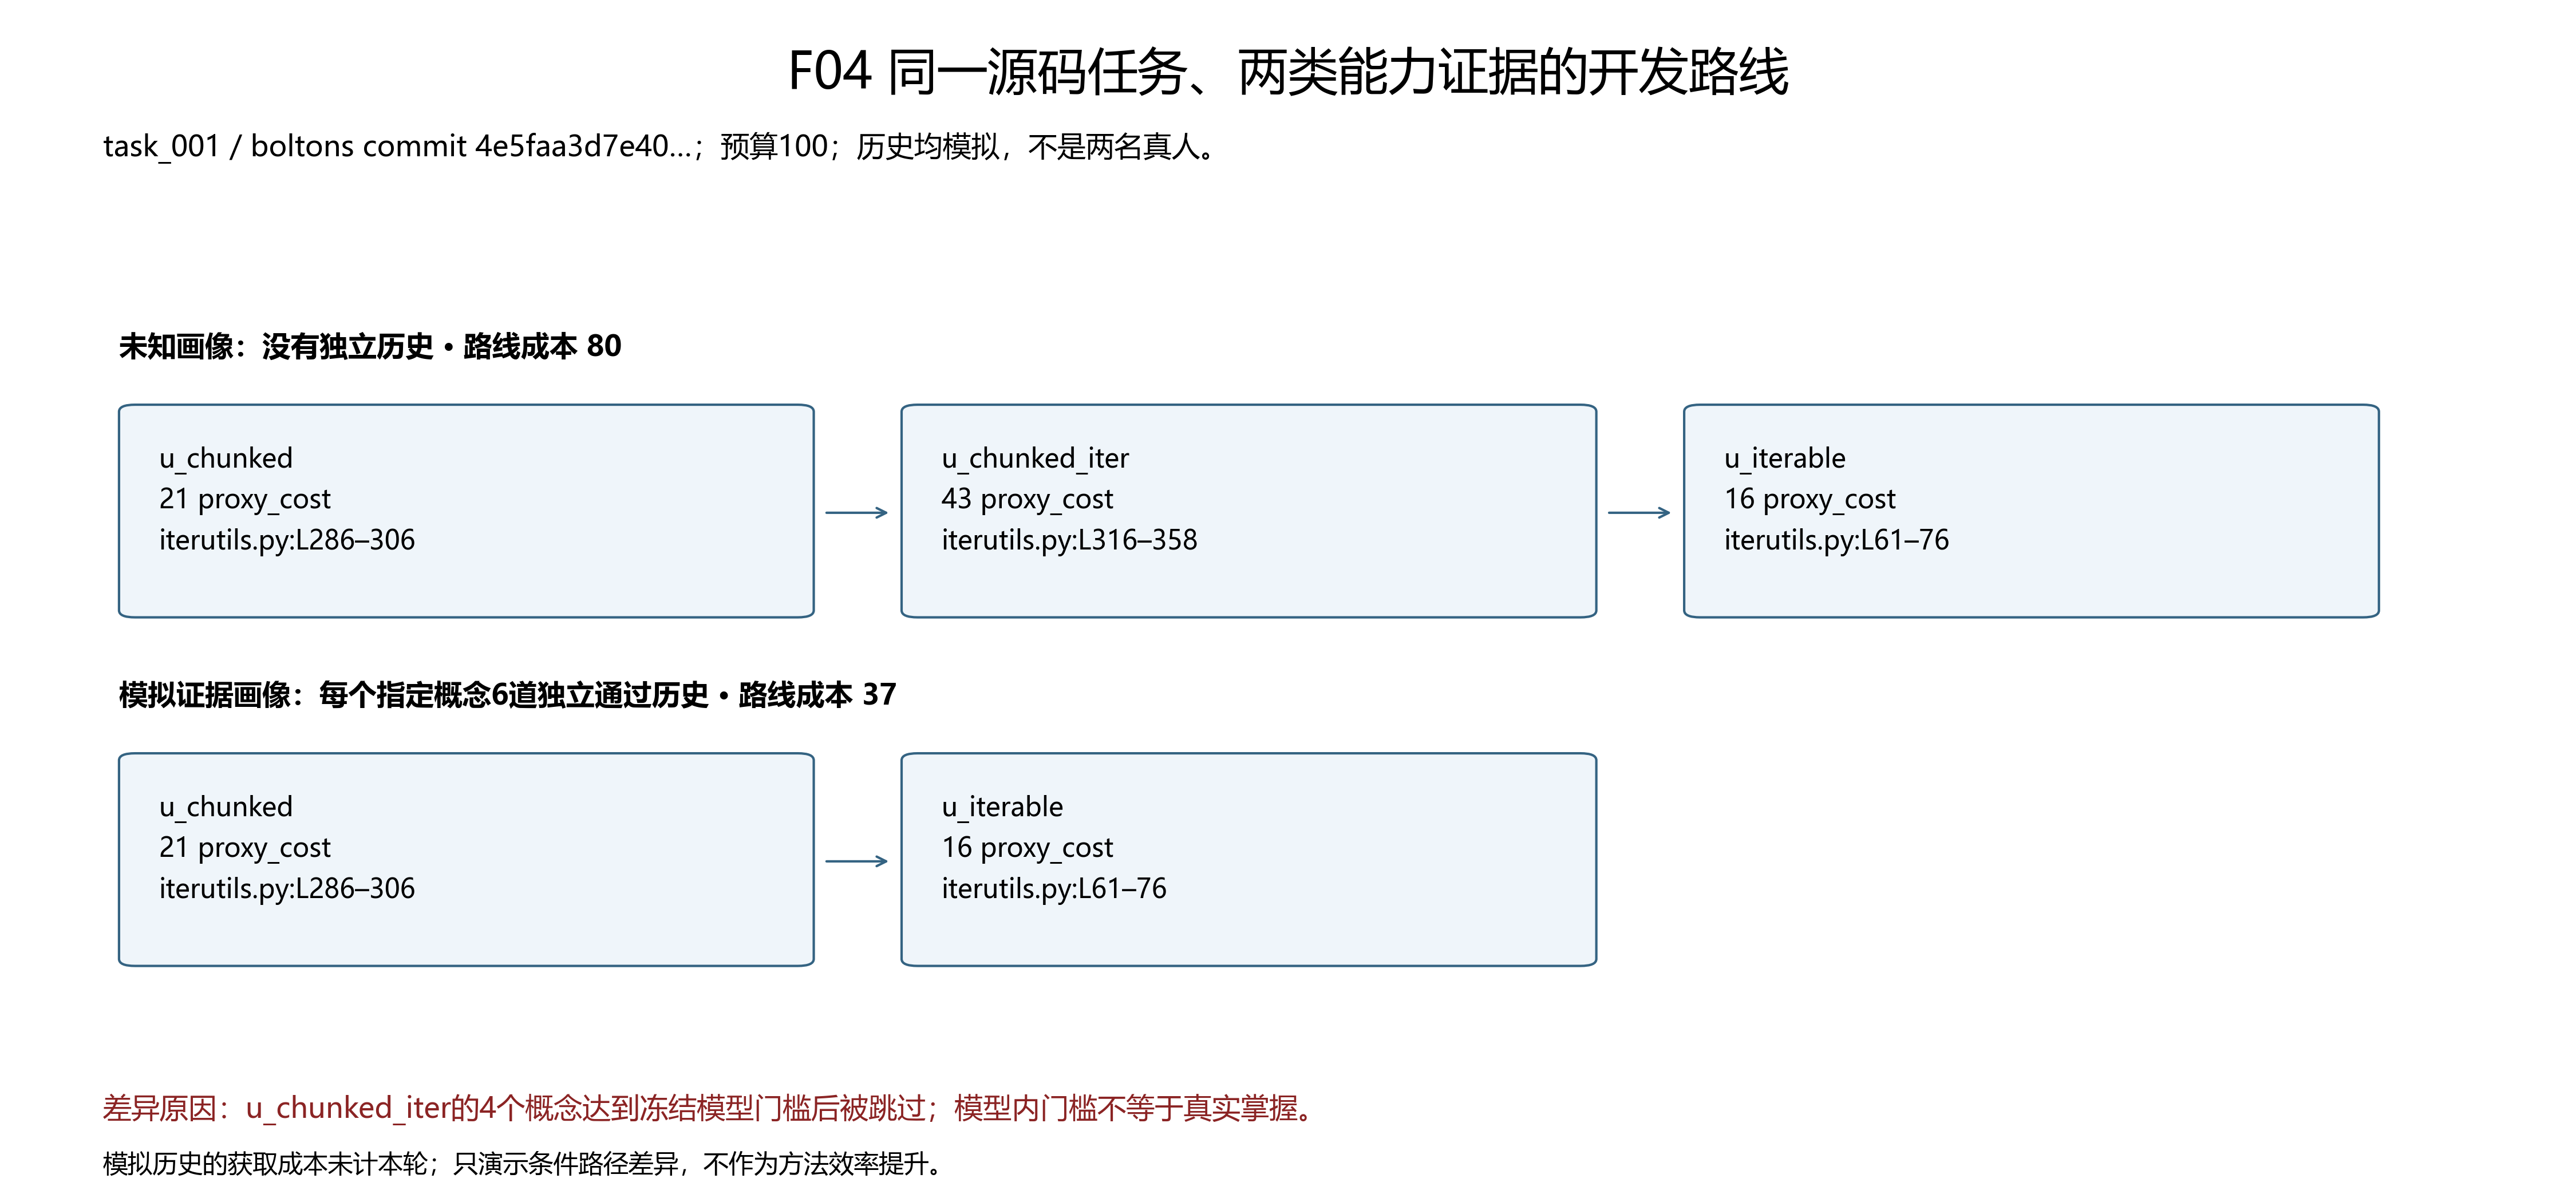 F04 同一源码任务、两类能力证据的开发路线
task_001 / boltons commit 4e5faa3d7e40...；预算100；历史均模拟，不是两名真人。
未知画像：没有独立历史 • 路线成本 80
u_chunked
21 proxy_cost
iterutils.py:L286–306
u_chunked_iter
43 proxy_cost
iterutils.py:L316–358
u_iterable
16 proxy_cost
iterutils.py:L61–76
模拟证据画像：每个指定概念6道独立通过历史 • 路线成本 37
u_chunked
21 proxy_cost
iterutils.py:L286–306
u_iterable
16 proxy_cost
iterutils.py:L61–76
差异原因：u_chunked_iter的4个概念达到冻结模型门槛后被跳过；模型内门槛不等于真实掌握。
模拟历史的获取成本未计本轮；只演示条件路径差异，不作为方法效率提升。